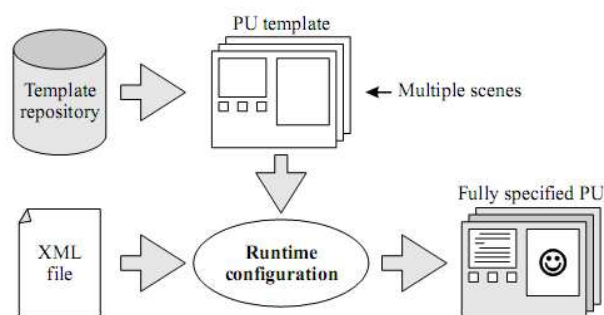 PU template
Template
repository
Multiple scenes
Fully specified PU
XML
file
Runtime
configuration